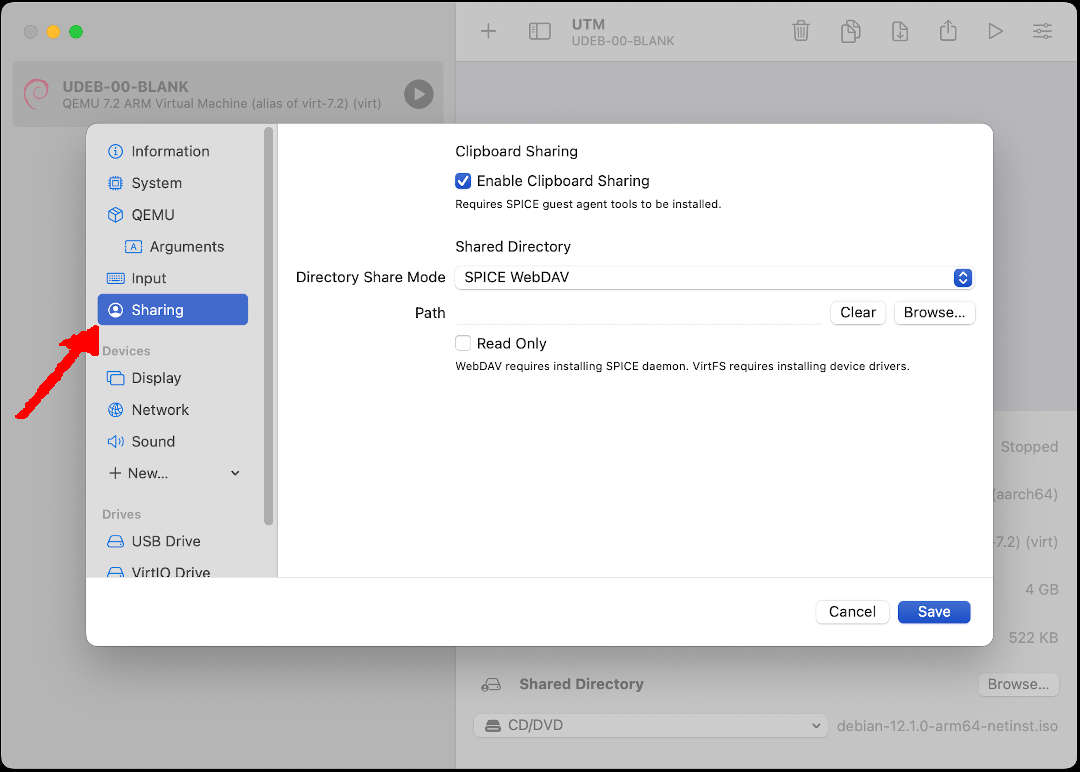 UTM
UDEB-00-BLANK
UDEB-00-BLANK
QEMU 7.2 ARM Virtual Machine (alias of virt-7.2) (virt)
Information
System
QEMU
A Arguments
Input
Sharing
Devices
Display
Network
Sound
New...
Drives
USB Drive
VirtIO Drive
Clipboard Sharing
Enable Clipboard Sharing
Requires SPICE guest agent tools to be installed.
Shared Directory
Directory Share Mode SPICE WebDAV
Path Clear Browse...
Read Only
WebDAV requires installing SPICE daemon. VirtFS requires installing device drivers.
Cancel Save
Stopped
(aarch64)
-7.2) (virt)
4 GB
522 KB
Shared Directory Browse...
CD/DVD debian-12.1.0-arm64-netinst.iso